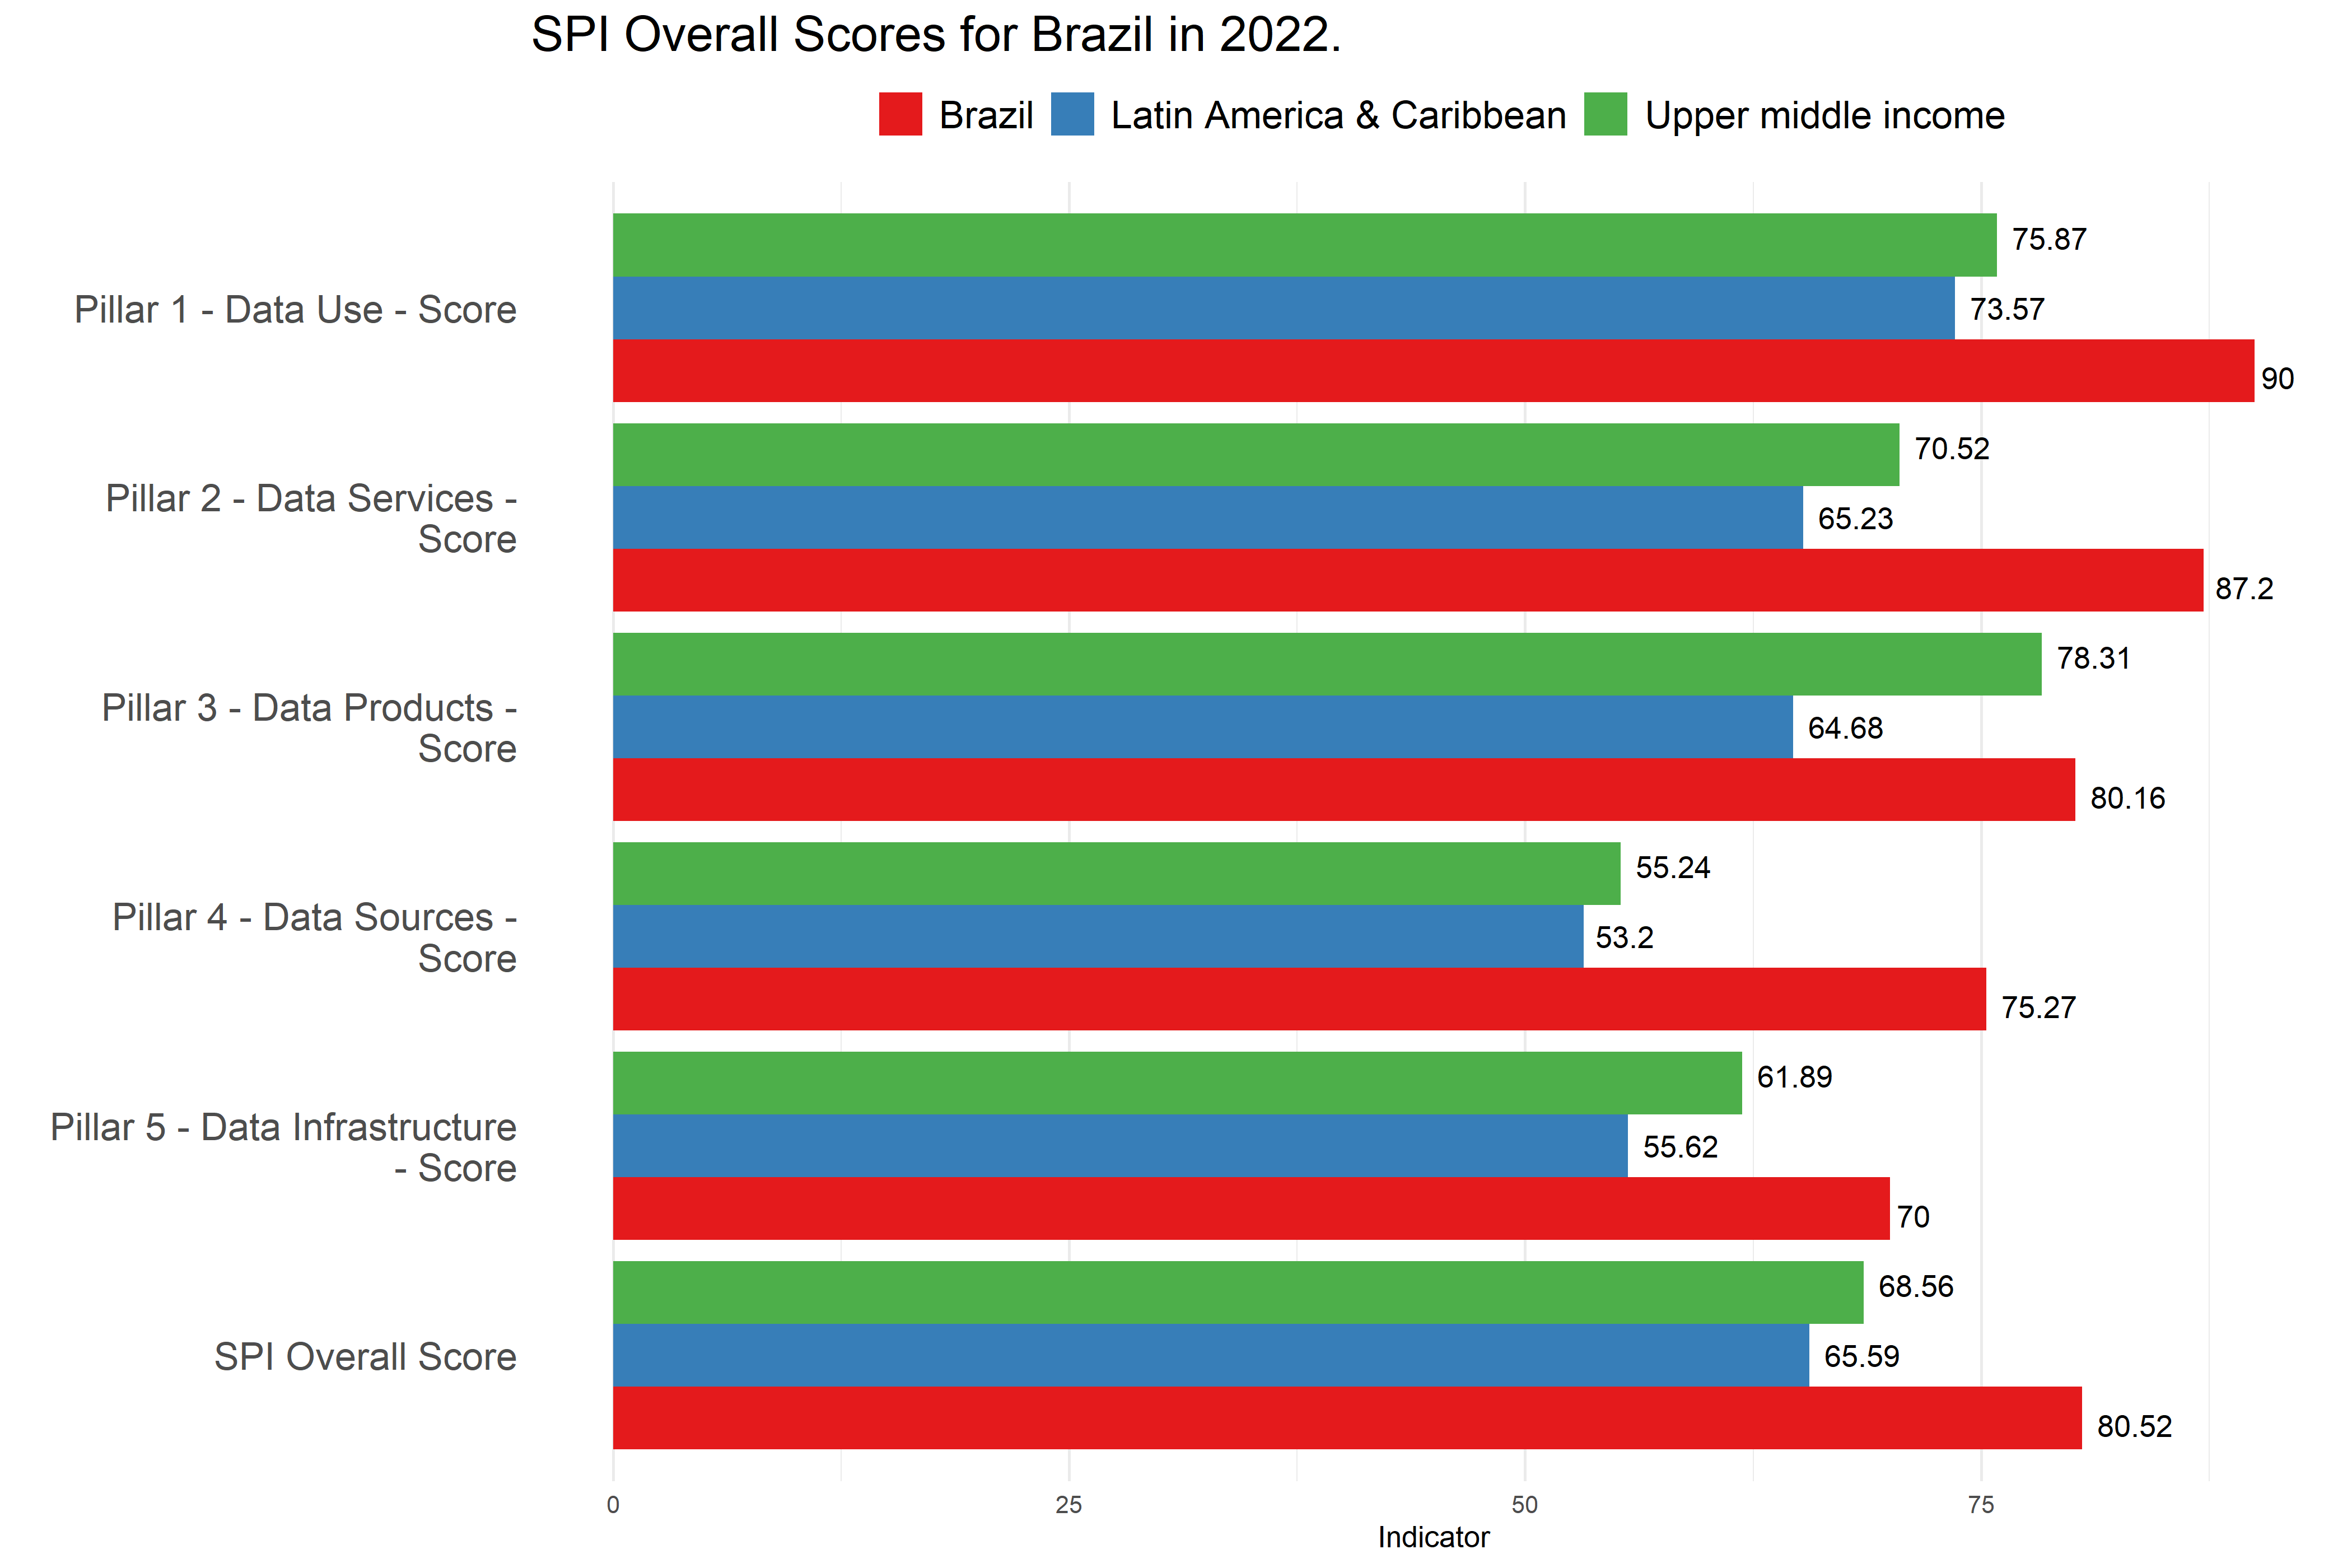 SPI Overall Scores for Brazil in 2022.
Brazil Latin America & Caribbean Upper middle income
Pillar 1 - Data Use - Score
75.87
73.57
90
Pillar 2 - Data Services -
Score
70.52
65.23
87.2
Pillar 3 - Data Products -
Score
78.31
64.68
80.16
Pillar 4 - Data Sources -
Score
55.24
53.2
75.27
Pillar 5 - Data Infrastructure
- Score
61.89
55.62
70
SPI Overall Score
68.56
65.59
80.52
0 25 50 75
Indicator